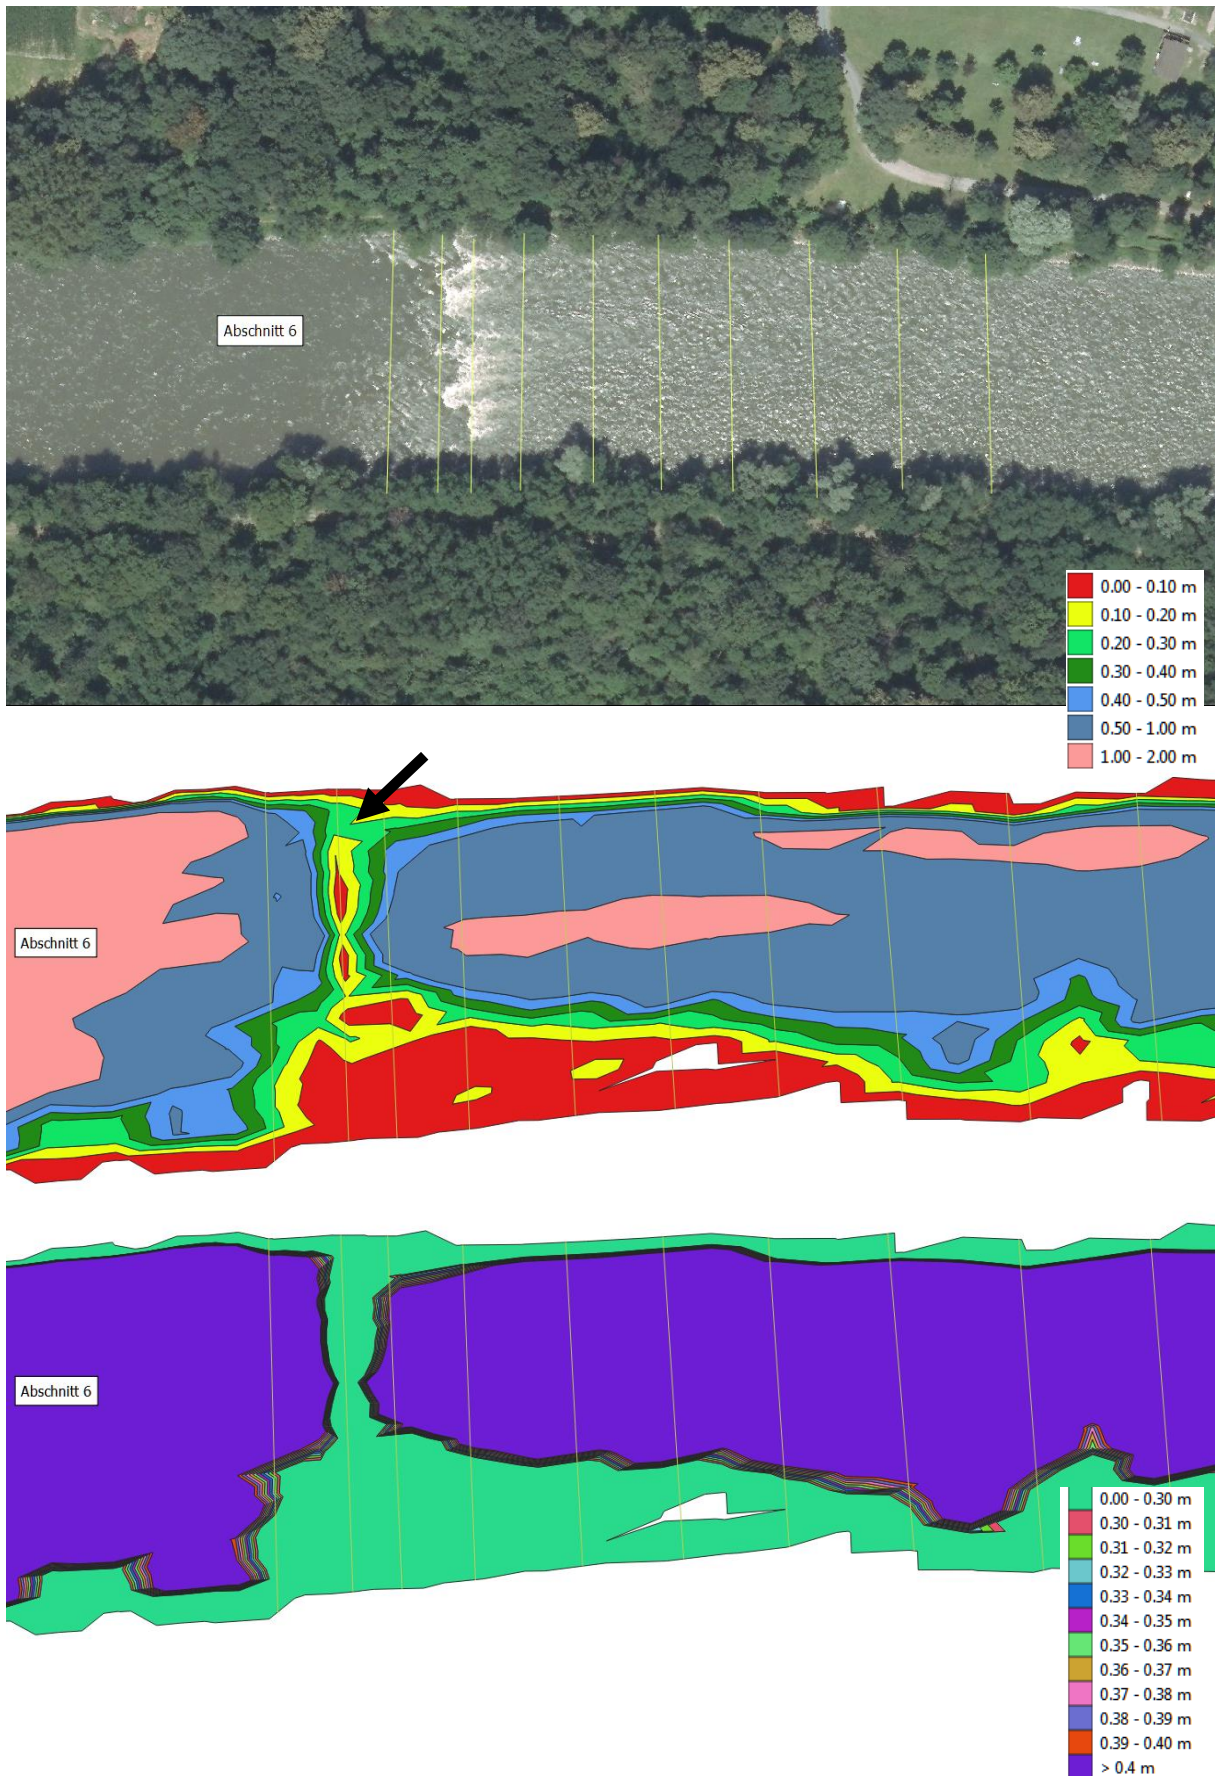 Abschnitt 6
0.00 - 0.10 m
0.10 - 0.20 m
0.20 - 0.30 m
0.30 - 0.40 m
0.40 - 0.50 m
0.50 - 1.00 m
1.00 - 2.00 m
Abschnitt 6
Abschnitt 6
0.00 - 0.30 m
0.30 - 0.31 m
0.31 - 0.32 m
0.32 - 0.33 m
0.33 - 0.34 m
0.34 - 0.35 m
0.35 - 0.36 m
0.36 - 0.37 m
0.37 - 0.38 m
0.38 - 0.39 m
0.39 - 0.40 m
> 0.4 m